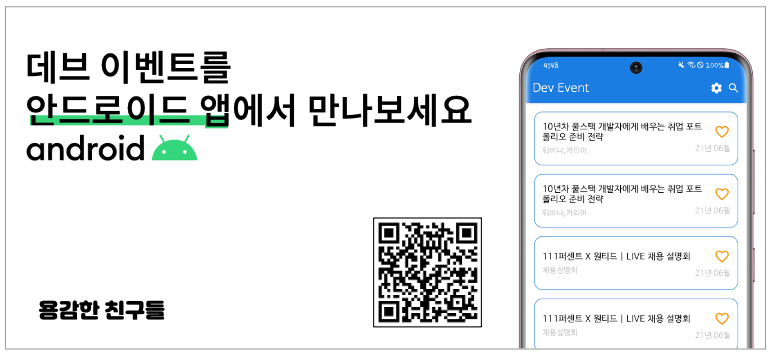 데브 이벤트를
안드로이드 앱에서 만나보세요
android
용감한 친구들
4:48
100%
Dev Event
10년차 풀스택 개발자에게 배우는 취업 포트
폴리오 준비 전략
웨비나,커리어
21년 06월
10년차 풀스택 개발자에게 배우는 취업 포트
폴리오 준비 전략
웨비나,커리어
21년 06월
111퍼센트 X 원티드 | LIVE 채용 설명회
채용설명회
21년 06월
111퍼센트 X 원티드 | LIVE 채용 설명회
채용설명회
21년 06월